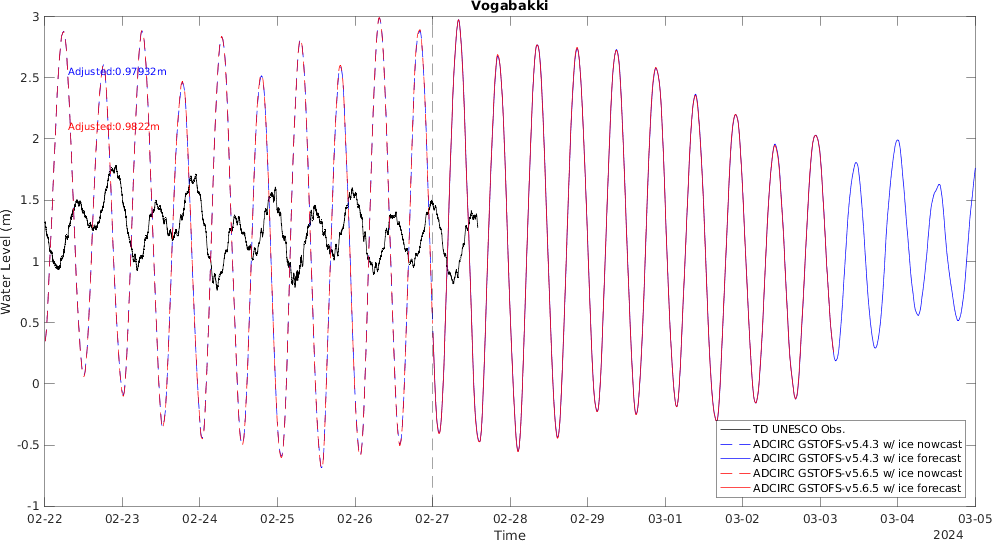 Vogabakki
Water Level (m)
3
2.5
2
1.5
1
0.5
0
-0.5
-1
Adjusted:0.97932m
Adjusted:0.9822m
TD UNESCO Obs.
ADCIRC GSTOFS-v5.4.3 w/ ice nowcast
ADCIRC GSTOFS-v5.4.3 w/ ice forecast
ADCIRC GSTOFS-v5.6.5 w/ ice nowcast
ADCIRC GSTOFS-v5.6.5 w/ ice forecast
02-22 02-23 02-24 02-25 02-26 02-27 02-28 02-29 03-01 03-02 03-03 03-04 03-05
Time
2024